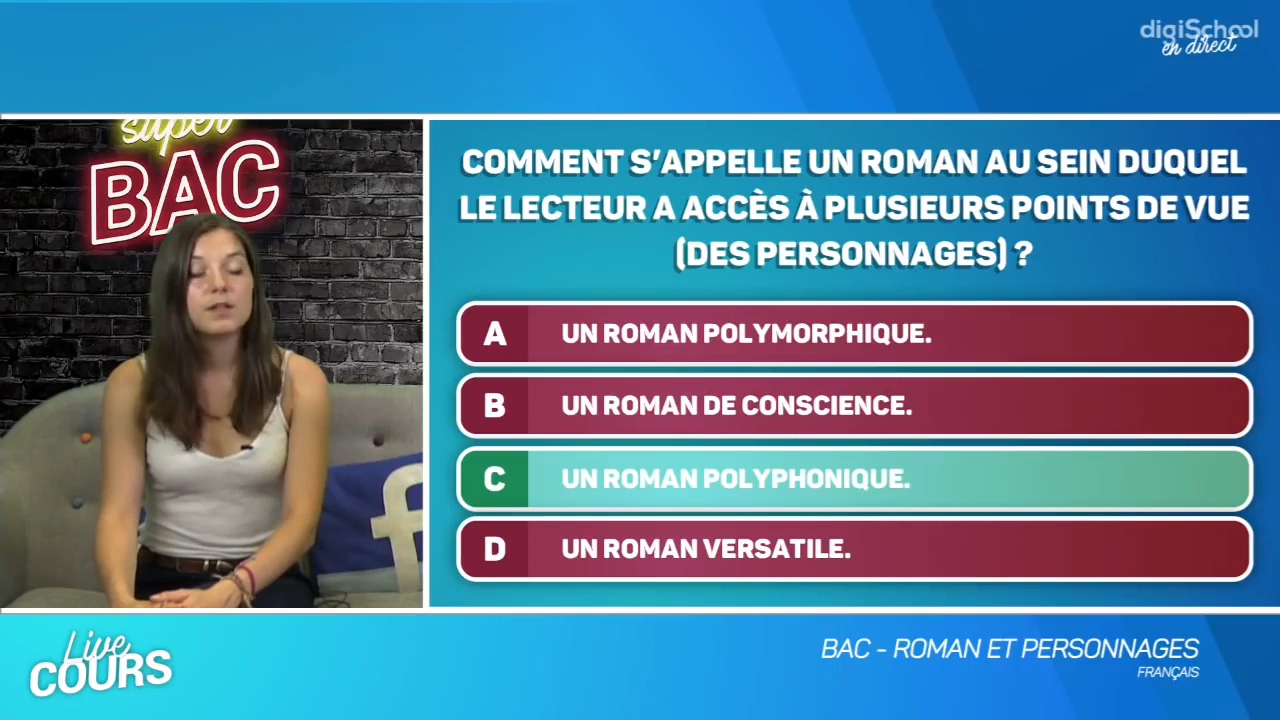 digiSchool
en direct
super
BAC
COMMENT S'APPELLE UN ROMAN AU SEIN DUQUEL
LE LECTEUR A ACCÈS À PLUSIEURS POINTS DE VUE
(DES PERSONNAGES) ?
A UN ROMAN POLYMORPHIQUE.
B UN ROMAN DE CONSCIENCE.
C UN ROMAN POLYPHONIQUE.
D UN ROMAN VERSATILE.
f
Live
COURS
BAC - ROMAN ET PERSONNAGES
FRANÇAIS